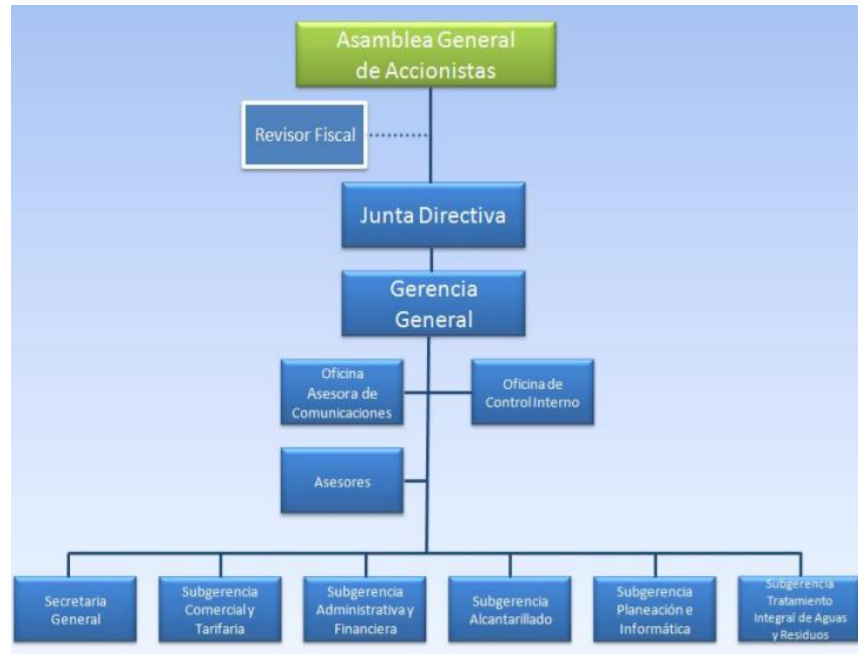 Asamblea General
de Accionistas
Revisor Fiscal
Junta Directiva
Gerencia
General
Oficina
Asesora de
Comunicaciones
Oficina de
Control Interno
Asesores
Secretaria
General
Subgerencia
Comercial y
Tarifaria
Subgerencia
Administrativa y
Financiera
Subgerencia
Alcantarillado
Subgerencia
Planeación e
Informática
Subgerencia
Tratamiento
Integral de Aguas
y Residuos